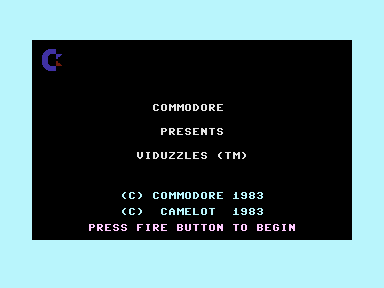 COMMODORE
PRESENTS
VIDUZZLES (TM)
(C) COMMODORE 1983
(C) CAMELOT 1983
PRESS FIRE BUTTON TO BEGIN